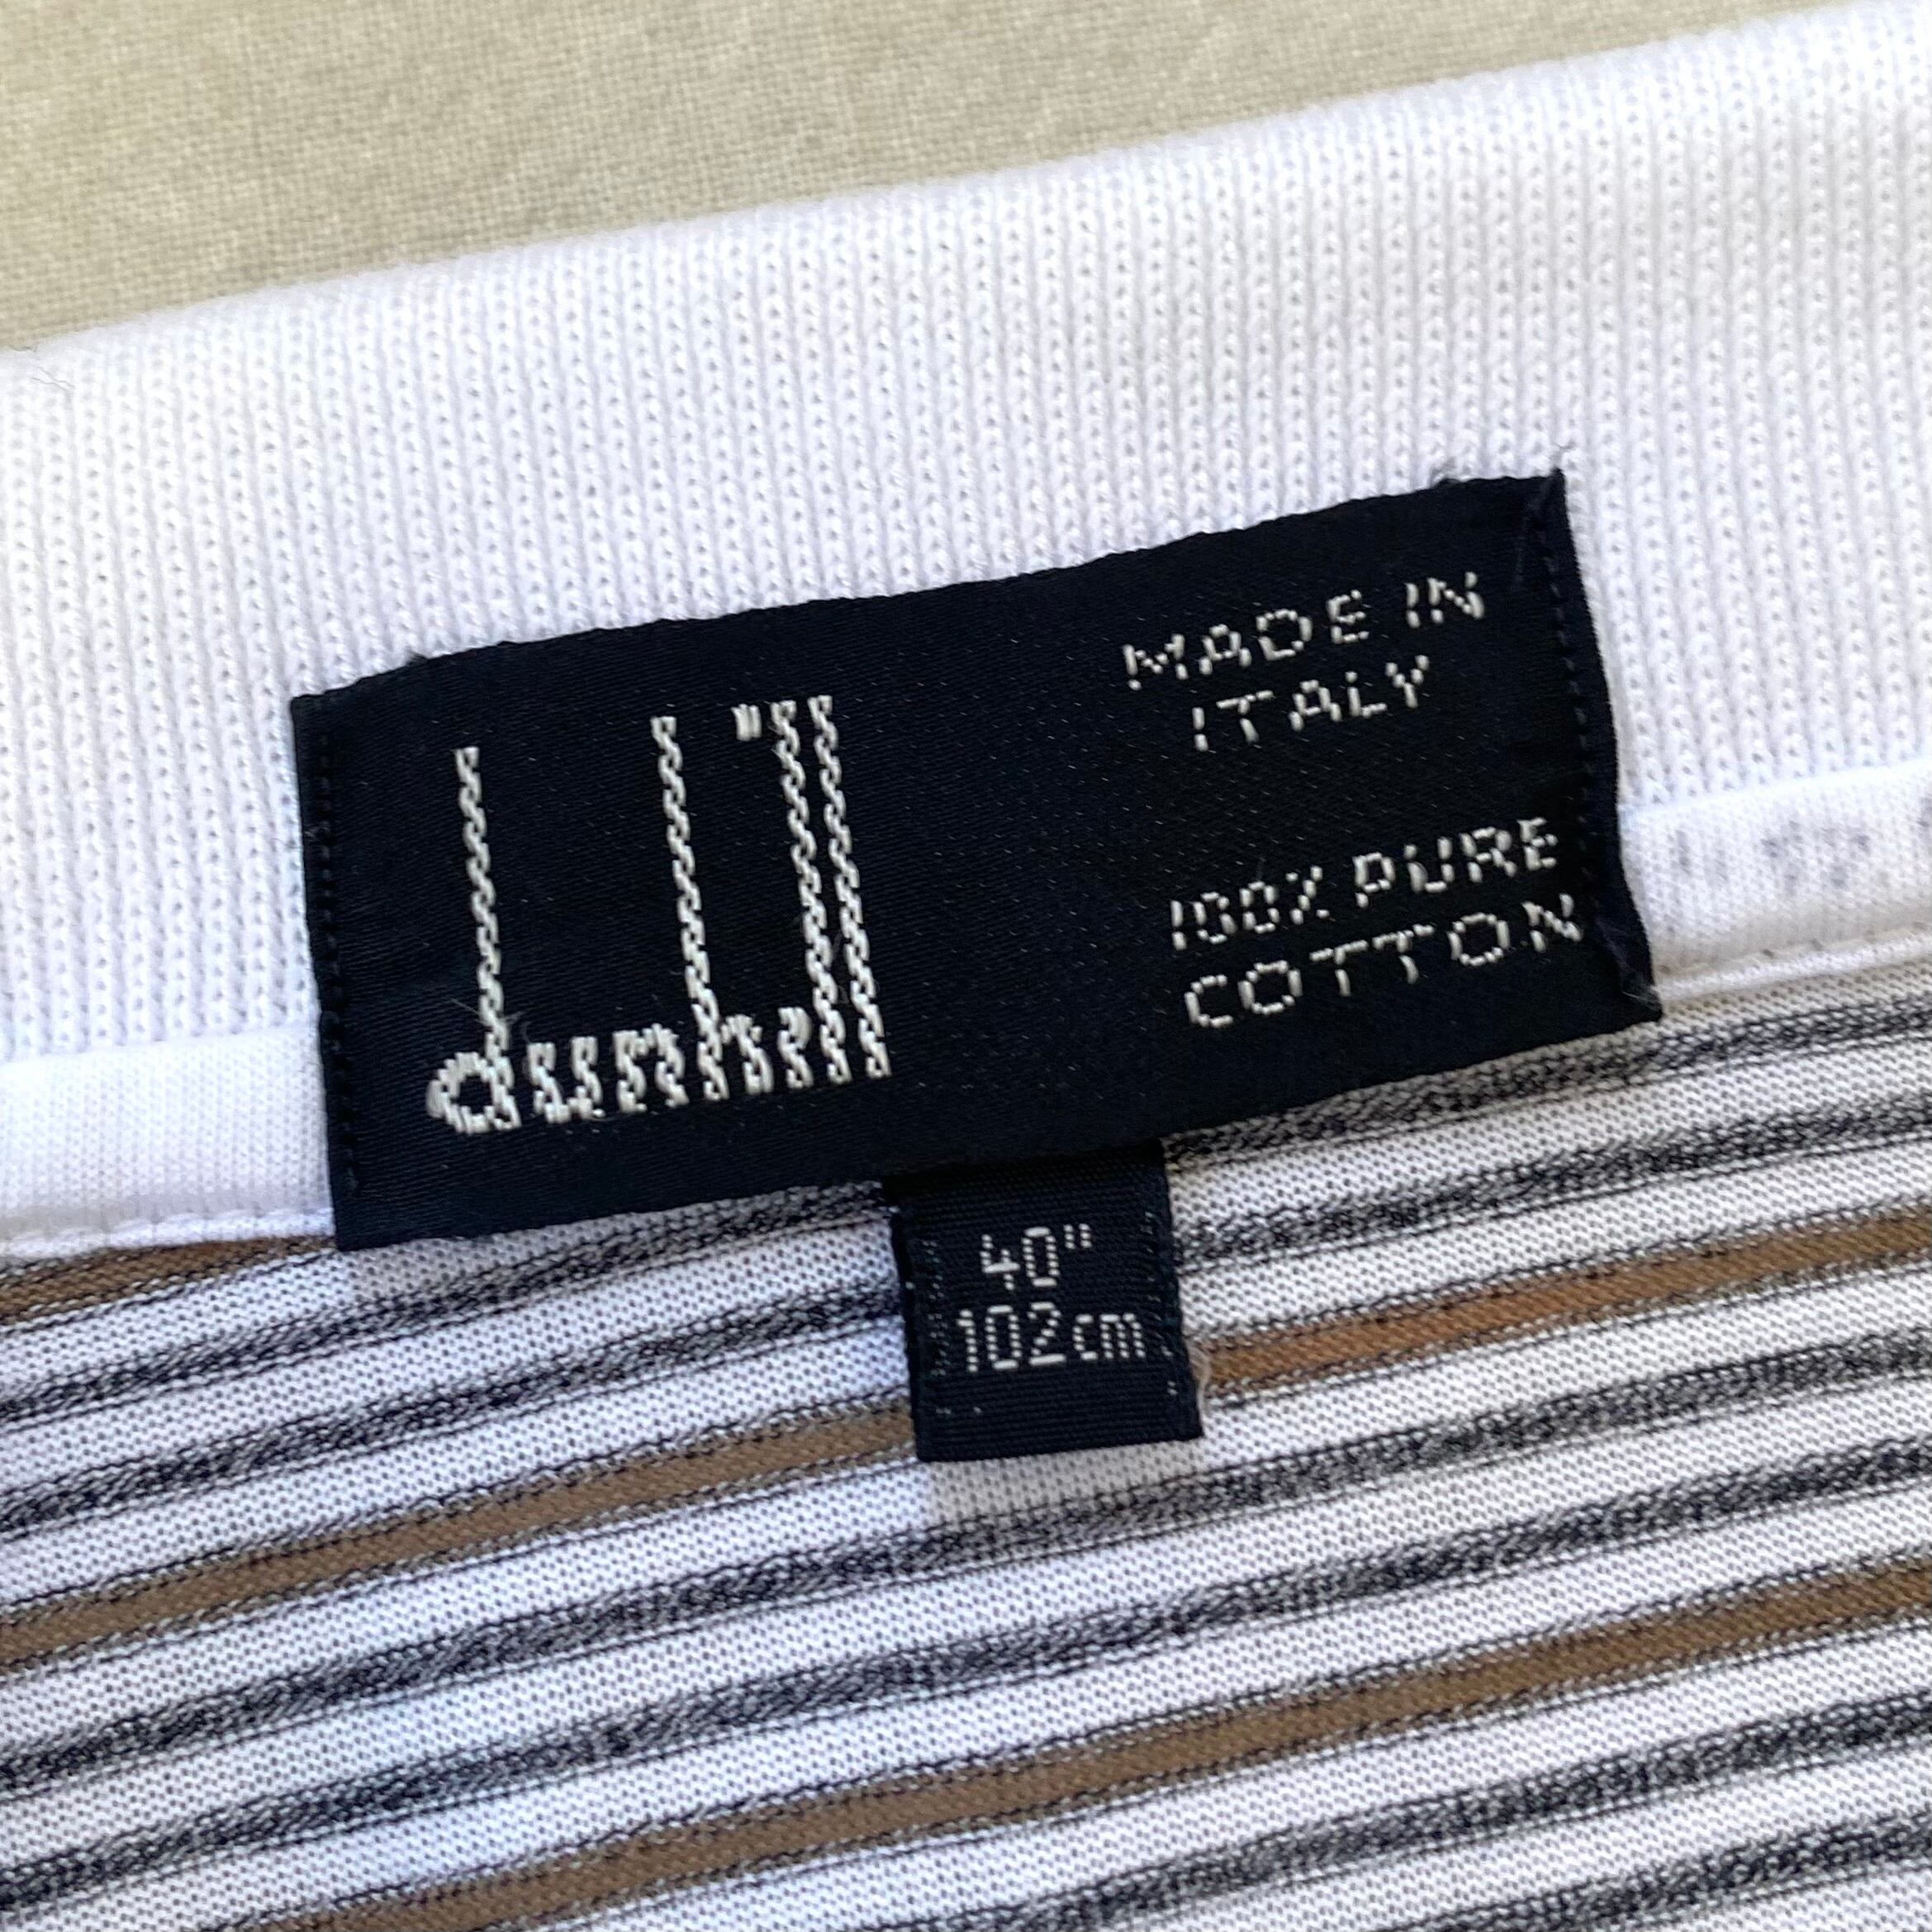 dunhill
MADE IN
ITALY
100% PURE
COTTON
40"
102cm